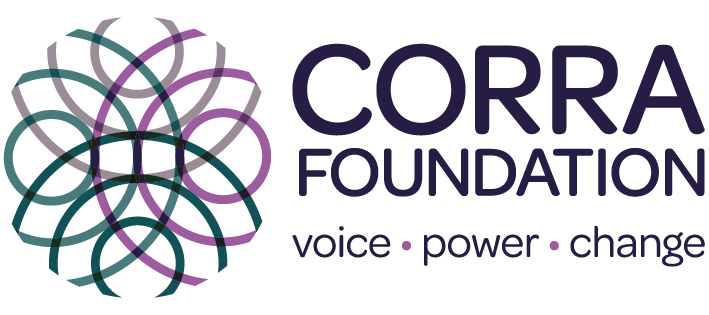 CORRA
FOUNDATION
voice • power • change